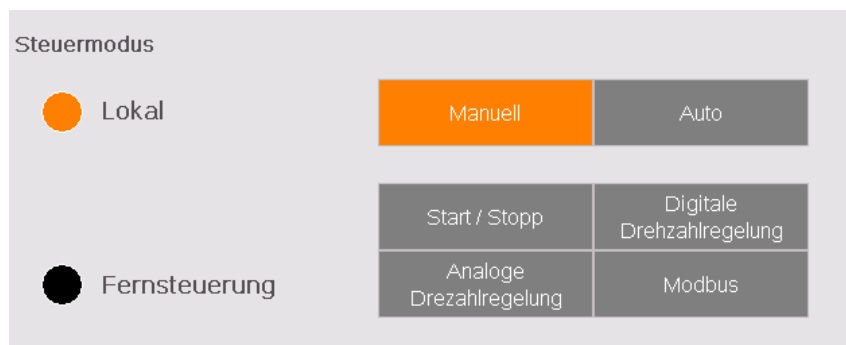 Steuermodus
Lokal
Manuell
Auto
Start / Stopp
Digitale
Drehzahlregelung
Fernsteuerung
Analoge
Drezahlregelung
Modbus